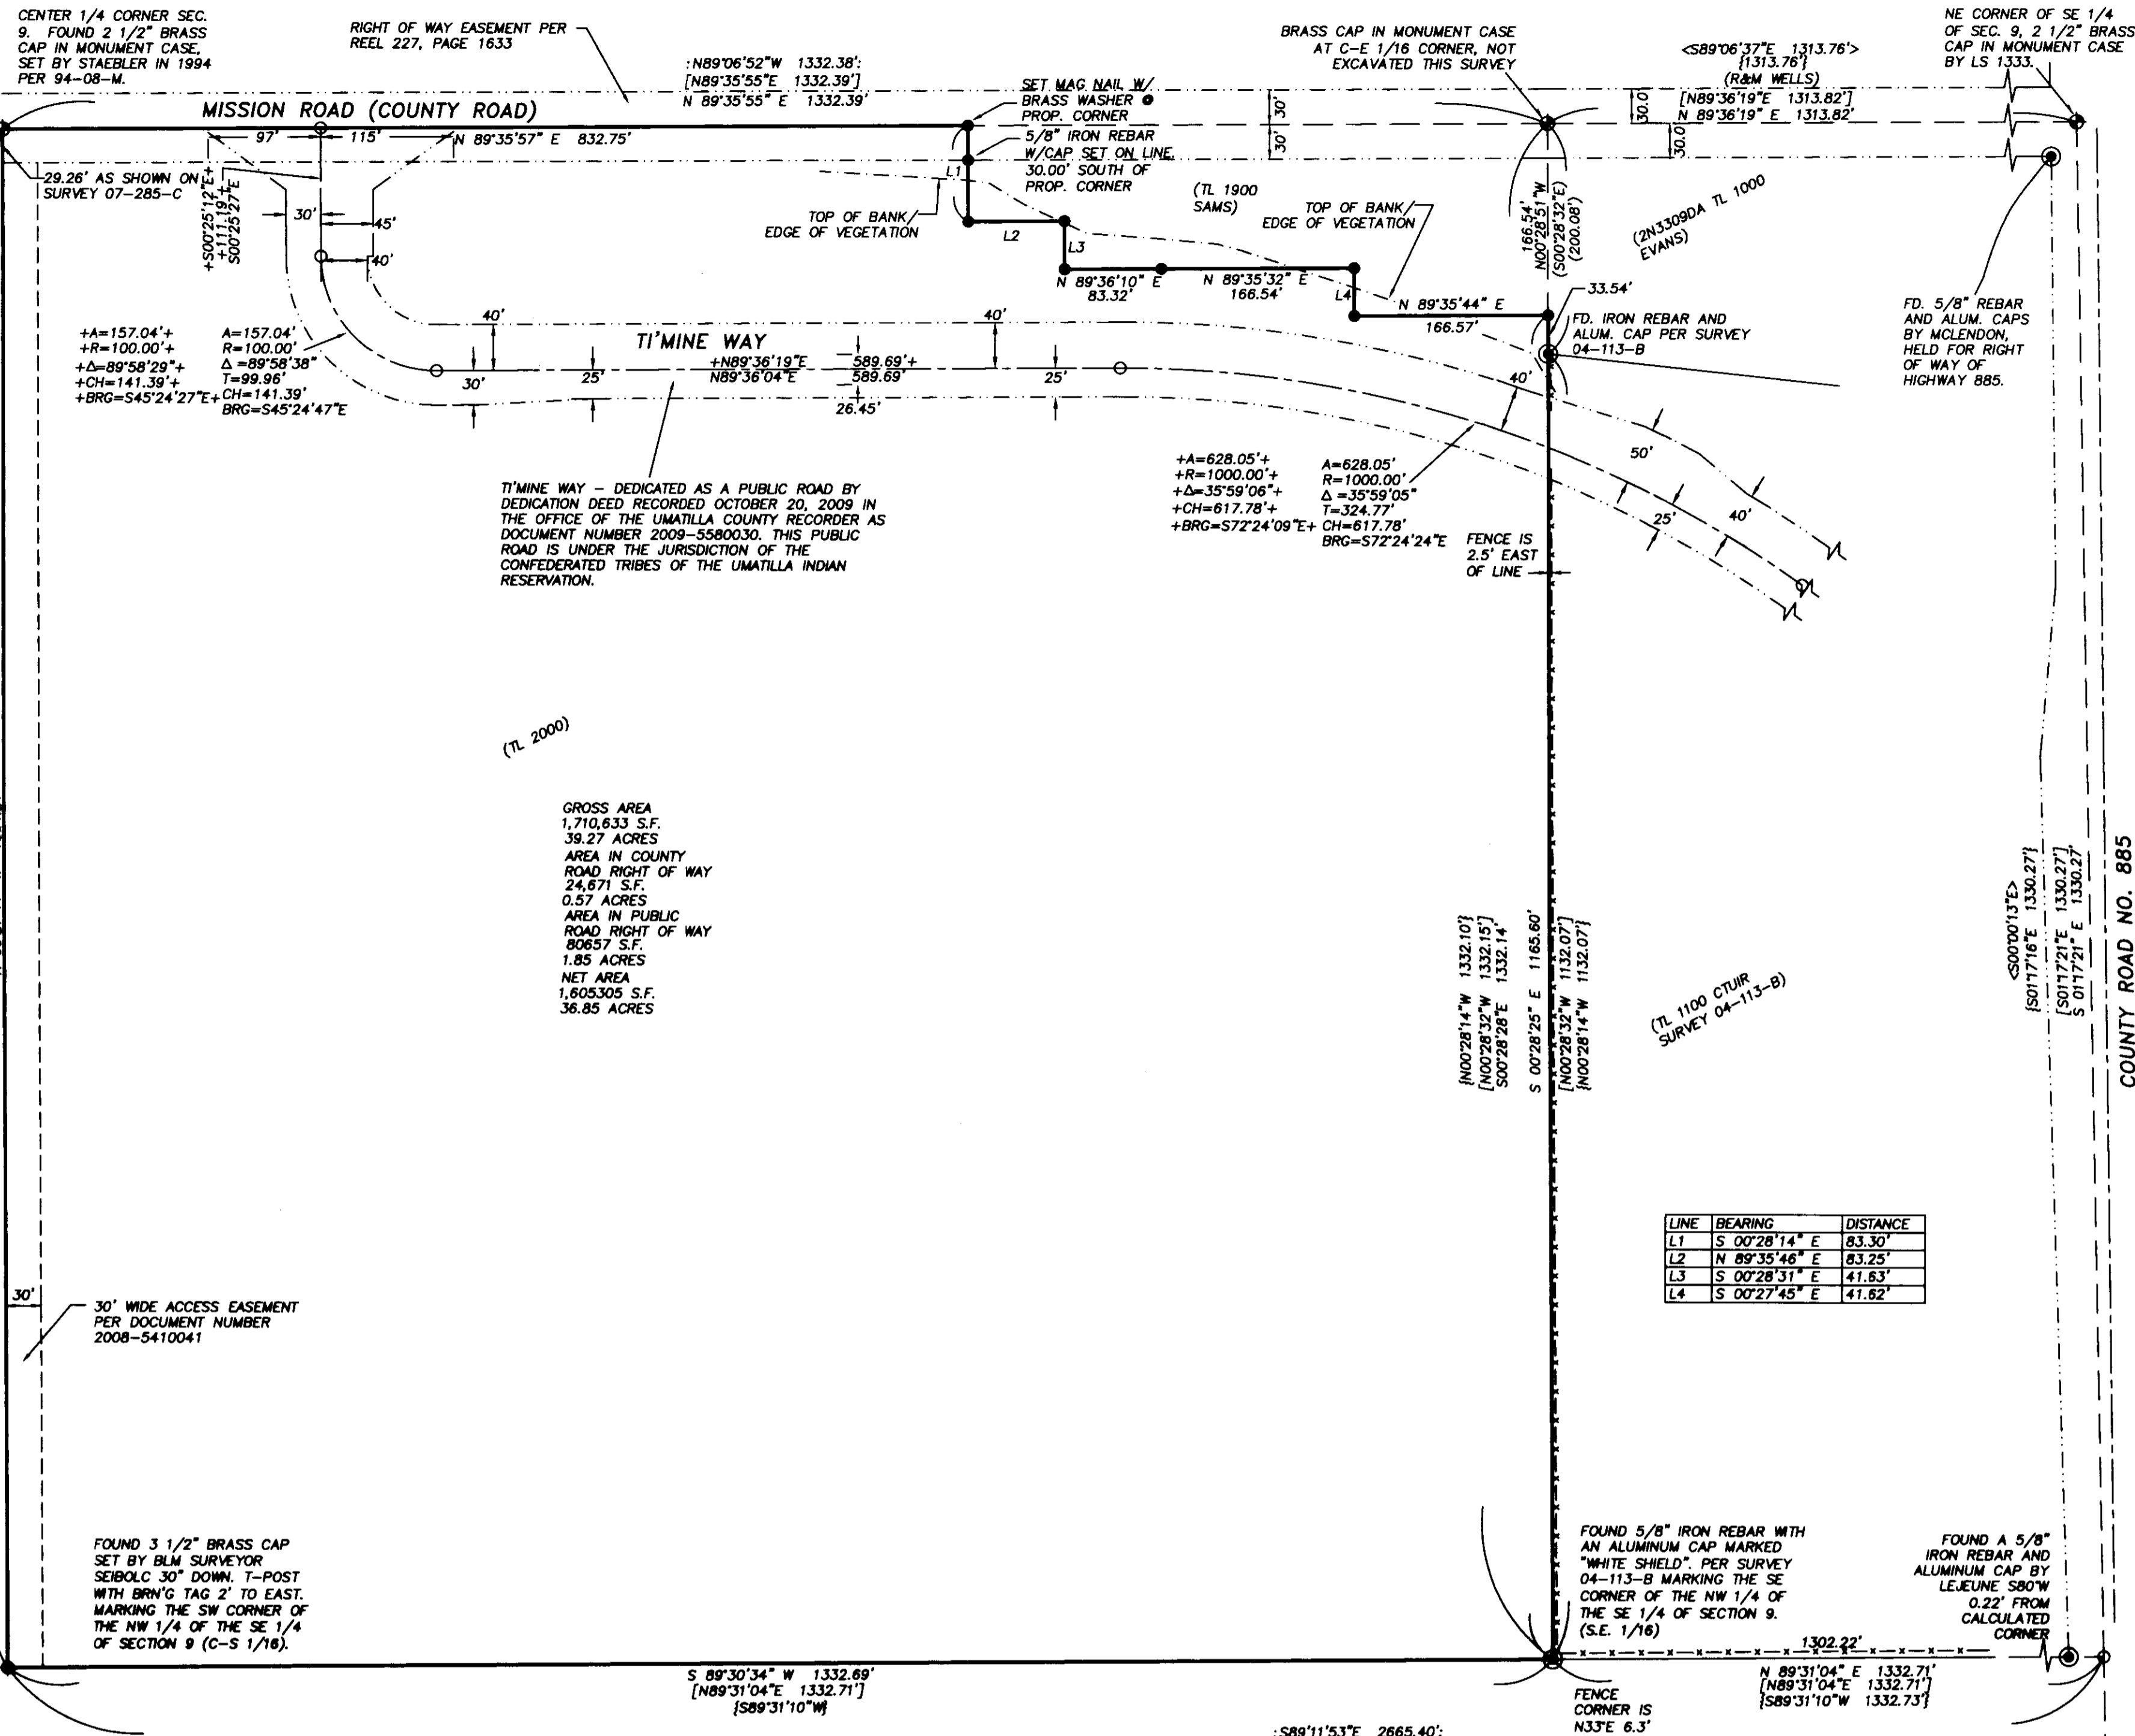 CENTER 1/4 CORNER SEC.
9. FOUND 2 1/2" BRASS
CAP IN MONUMENT CASE,
SET BY STAEBLER IN 1994
PER 94-08-M.
RIGHT OF WAY EASEMENT PER
REEL 227, PAGE 1633
:N89°06'52"W 1332.38':
[N89°35'55"E 1332.39']
N 89°35'55" E 1332.39'
SET MAG NAIL W/
BRASS WASHER @
PROP. CORNER
5/8" IRON REBAR
W/CAP SET ON LINE.
30.00' SOUTH OF
PROP. CORNER
BRASS CAP IN MONUMENT CASE
AT C-E 1/16 CORNER, NOT
EXCAVATED THIS SURVEY
<S89°06'37"E 1313.76'>
{1313.76'}
(R&M WELLS)
[N89°36'19"E 1313.82']
N 89°36'19" E 1313.82'
NE CORNER OF SE 1/4
OF SEC. 9, 2 1/2" BRASS
CAP IN MONUMENT CASE
BY LS 1333.
MISSION ROAD (COUNTY ROAD)
97'
115'
N 89°35'57" E 832.75'
30'
30'
30.0
30.0
29.26' AS SHOWN ON
SURVEY 07-285-C
+S00°25'12"E+
+111.19'+
S00°25'27"E
30'
45'
40'
L1
L2
L3
L4
TOP OF BANK/
EDGE OF VEGETATION
(TL 1900
SAMS)
TOP OF BANK/
EDGE OF VEGETATION
166.54'
N00°28'51"W
(S00°28'32"E)
(200.08')
(2N3309DA TL 1000
EVANS)
N 89°36'10" E
83.32'
N 89°35'32" E
166.54'
N 89°35'44" E
166.57'
33.54'
FD. IRON REBAR AND
ALUM. CAP PER SURVEY
04-113-B
FD. 5/8" REBAR
AND ALUM. CAPS
BY MCLENDON,
HELD FOR RIGHT
OF WAY OF
HIGHWAY 885.
+A=157.04'+
+R=100.00'+
+Δ=89°58'29"+
+CH=141.39'+
+BRG=S45°24'27"E+
A=157.04'
R=100.00'
Δ =89°58'38"
T=99.96'
CH=141.39'
BRG=S45°24'47"E
40'
TI'MINE WAY
40'
+N89°36'19"E 589.69'+
N89°36'04"E 589.69'
30'
25'
26.45'
25'
40'
50'
25'
40'
TI'MINE WAY - DEDICATED AS A PUBLIC ROAD BY
DEDICATION DEED RECORDED OCTOBER 20, 2009 IN
THE OFFICE OF THE UMATILLA COUNTY RECORDER AS
DOCUMENT NUMBER 2009-5580030. THIS PUBLIC
ROAD IS UNDER THE JURISDICTION OF THE
CONFEDERATED TRIBES OF THE UMATILLA INDIAN
RESERVATION.
+A=628.05'+
+R=1000.00'+
+Δ=35°59'06"+
+CH=617.78'+
+BRG=S72°24'09"E+
A=628.05'
R=1000.00'
Δ =35°59'05"
T=324.77'
CH=617.78'
BRG=S72°24'24"E
FENCE IS
2.5' EAST
OF LINE
(TL 2000)
GROSS AREA
1,710,633 S.F.
39.27 ACRES
AREA IN COUNTY
ROAD RIGHT OF WAY
24,671 S.F.
0.57 ACRES
AREA IN PUBLIC
ROAD RIGHT OF WAY
80657 S.F.
1.85 ACRES
NET AREA
1,605305 S.F.
36.85 ACRES
{N00°28'14"W 1332.10'}
[N00°28'32"W 1332.15']
S00°28'28"E 1332.14'
S 00°28'25" E 1165.60'
[N00°28'32"W 1132.07']
{N00°28'14"W 1132.07'}
(TL 1100 CTUIR
SURVEY 04-113-B)
<S00°00'13"E>
{S01°17'16"E 1330.27'}
[S01°17'21"E 1330.27']
S 01°17'21" E 1330.27'
COUNTY ROAD NO. 885
LINE BEARING DISTANCE
L1 S 00°28'14" E 83.30'
L2 N 89°35'46" E 83.25'
L3 S 00°28'31" E 41.63'
L4 S 00°27'45" E 41.62'
30'
30' WIDE ACCESS EASEMENT
PER DOCUMENT NUMBER
2008-5410041
FOUND 3 1/2" BRASS CAP
SET BY BLM SURVEYOR
SEIBOLC 30" DOWN. T-POST
WITH BRN'G TAG 2' TO EAST.
MARKING THE SW CORNER OF
THE NW 1/4 OF THE SE 1/4
OF SECTION 9 (C-S 1/16).
FOUND 5/8" IRON REBAR WITH
AN ALUMINUM CAP MARKED
"WHITE SHIELD". PER SURVEY
04-113-B MARKING THE SE
CORNER OF THE NW 1/4 OF
THE SE 1/4 OF SECTION 9.
(S.E. 1/16)
FOUND A 5/8"
IRON REBAR AND
ALUMINUM CAP BY
LEJEUNE S80°W
0.22' FROM
CALCULATED
CORNER
1302.22'
S 89°30'34" W 1332.69'
[N89°31'04"E 1332.71']
{S89°31'10"W}
N 89°31'04" E 1332.71'
[N89°31'04"E 1332.71']
{S89°31'10"W 1332.73'}
FENCE
CORNER IS
N33°E 6.3'
:S89°11'53"E 2665.40':